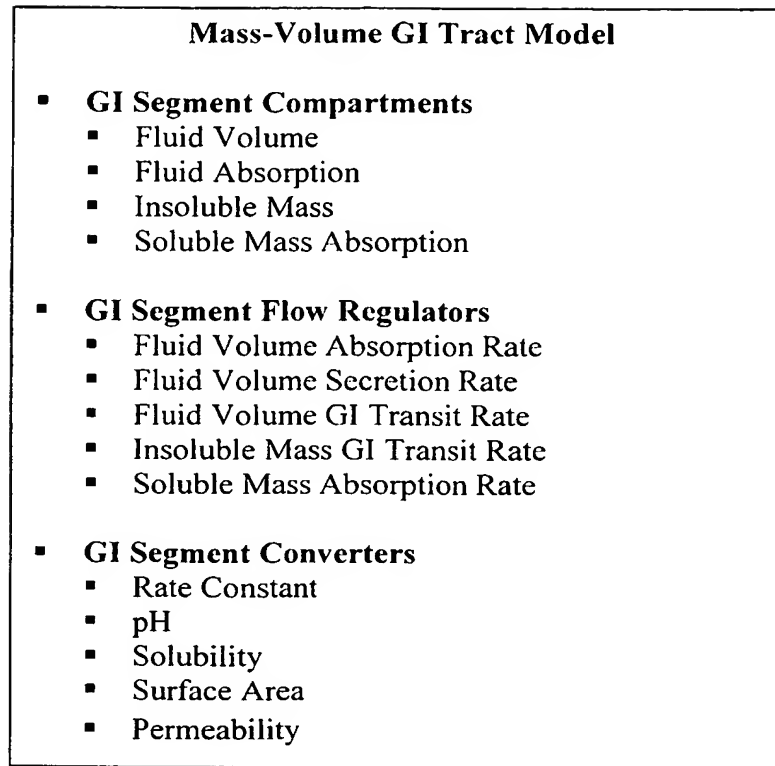 Mass-Volume GI Tract Model
▪ GI Segment Compartments
▪ Fluid Volume
▪ Fluid Absorption
▪ Insoluble Mass
▪ Soluble Mass Absorption
▪ GI Segment Flow Regulators
▪ Fluid Volume Absorption Rate
▪ Fluid Volume Secretion Rate
▪ Fluid Volume GI Transit Rate
▪ Insoluble Mass GI Transit Rate
▪ Soluble Mass Absorption Rate
▪ GI Segment Converters
▪ Rate Constant
▪ pH
▪ Solubility
▪ Surface Area
▪ Permeability